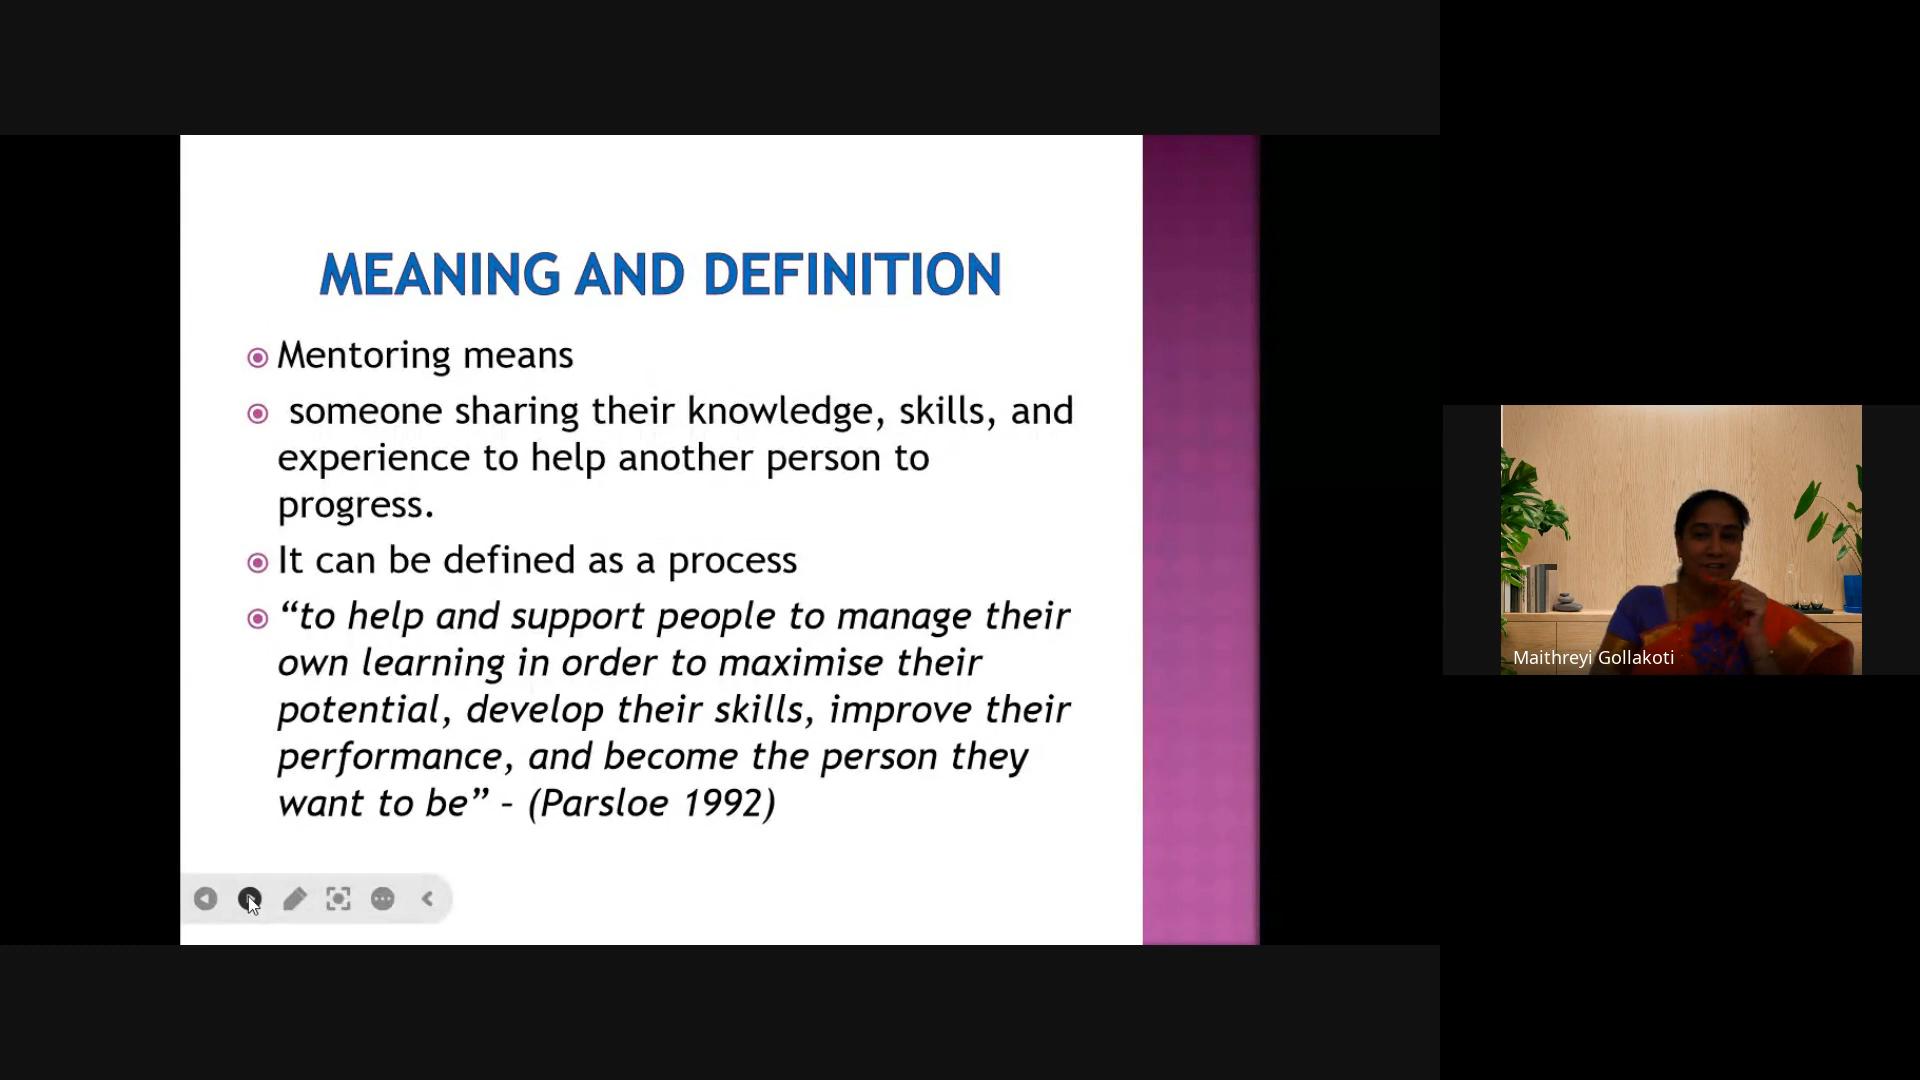 MEANING AND DEFINITION
Mentoring means
someone sharing their knowledge, skills, and
experience to help another person to
progress.
It can be defined as a process
“to help and support people to manage their
own learning in order to maximise their
potential, develop their skills, improve their
performance, and become the person they
want to be” – (Parsloe 1992)
Maithreyi Gollakoti